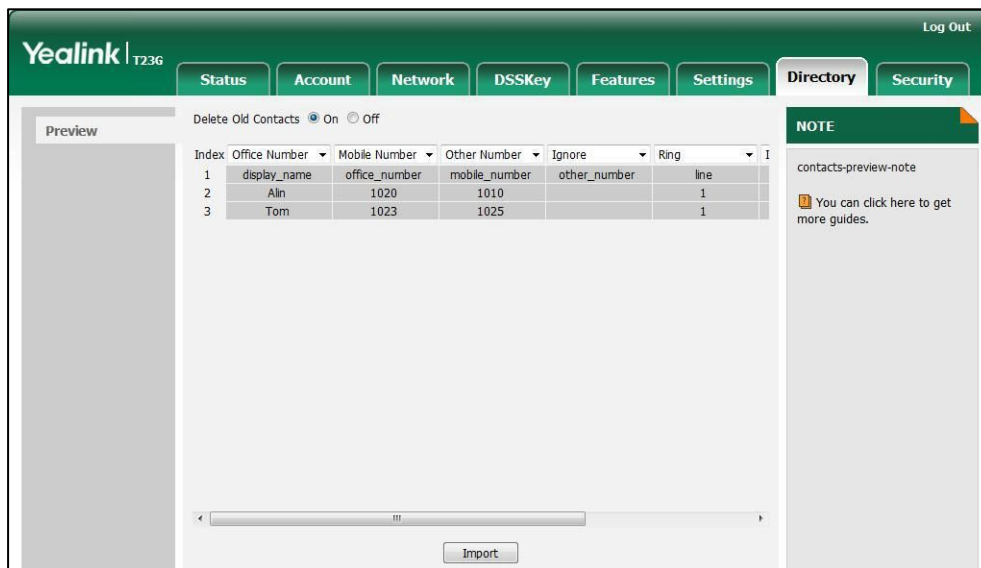 Log Out
Yealink | T23G
Status Account Network DSSKey Features Settings Directory Security
Preview
Delete Old Contacts On Off
Index Office Number Mobile Number Other Number Ignore Ring
1 display_name office_number mobile_number other_number line
2 Alin 1020 1010 1
3 Tom 1023 1025 1
Import
NOTE
contacts-preview-note
You can click here to get
more guides.